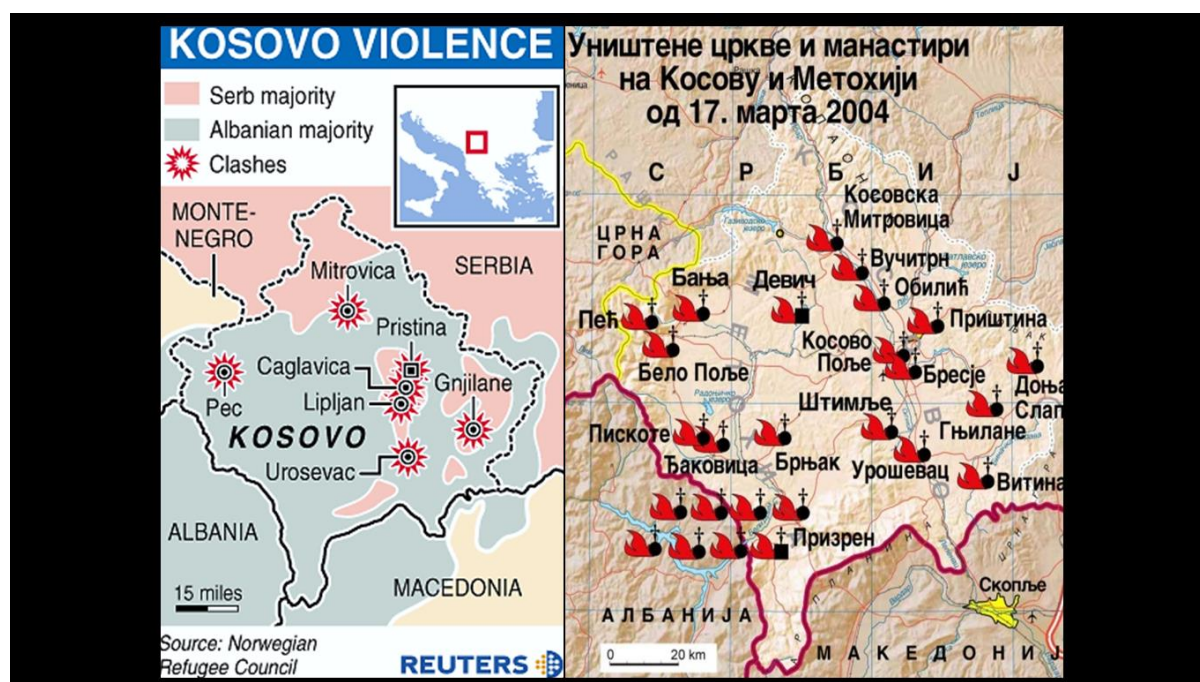 KOSOVO VIOLENCE
Serb majority
Albanian majority
Clashes
MONTE-
NEGRO
SERBIA
Mitrovica
Pristina
Caglavica
Gnjilane
Lipljan
Pec
KOSOVO
Urosevac
ALBANIA
MACEDONIA
15 miles
Source: Norwegian
Refugee Council
REUTERS
Уништене цркве и манастири
на Косову и Метохији
од 17. марта 2004
С Р Б И Ј
Косовска
Митровица
ЦРНА
ГОРА
Газиводско
језеро
Вучитрн
Бања
Девич
Обилић
Пећ
Приштина
Косово
Поље
Бело Поље
Бресје
Доња
Слап
Штимље
Гњилане
Пискоте
Ђаковица
Брњак
Урошевац
Витина
Призрен
Скопље
АЛБАНИЈА
0 20 km
МАКЕДОНИЈ